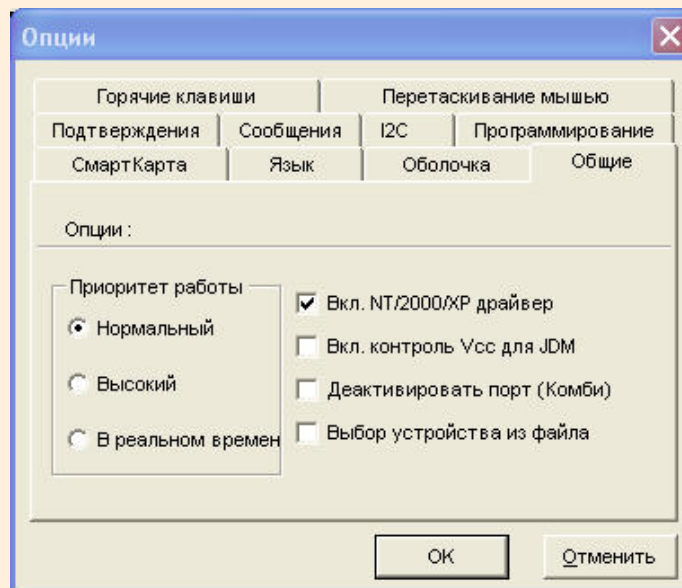 Опции
Горячие клавиши Перетаскивание мышью
Подтверждения Сообщения I2C Программирование
СмартКарта Язык Оболочка Общие
Опции :
Приоритет работы
Нормальный
Высокий
В реальном времен
Вкл. NT/2000/XP драйвер
Вкл. контроль Vcc для JDM
Деактивировать порт (Комби)
Выбор устройства из файла
OK Отменить